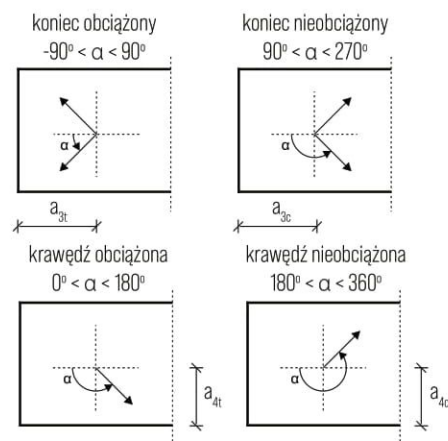 koniec obciążony
-90° < α < 90°
koniec nieobciążony
90° < α < 270°
α
α
a3t
a3c
krawędź obciążona
0° < α < 180°
krawędź nieobciążona
180° < α < 360°
α
a4t
α
a4c